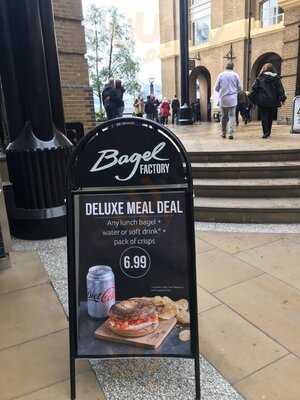 Bagel
FACTORY
DELUXE MEAL DEAL
Any lunch bagel +
water or soft drink* +
pack of crisps
6.99